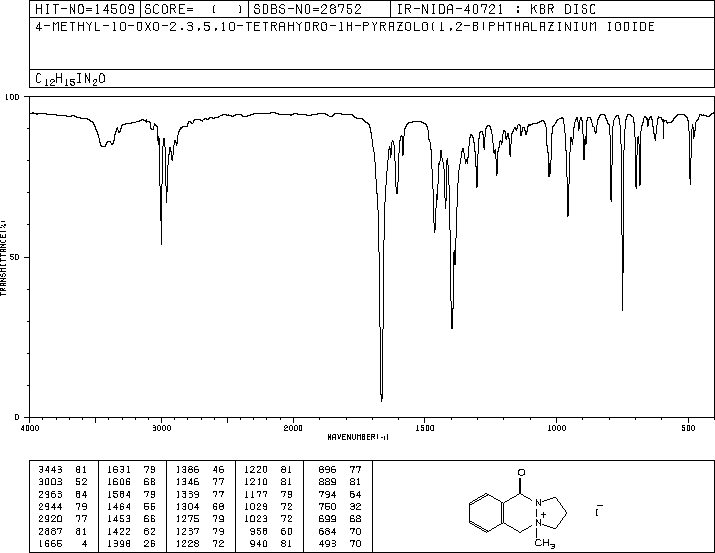 HIT-NO=14509 SCORE= ( ) SDBS-NO=28752 IR-NIDA-40721 : KBR DISC
4-METHYL-10-OXO-2,3,5,10-TETRAHYDRO-1H-PYRAZOLO(1,2-B)PHTHALAZINIUM IODIDE
C12H15IN2O
100
50
0
TRANSMITTANCE(%)
4000 3000 2000 1500 1000 500
WAVENUMBER(-1)
3443 81 1631 79 1386 46 1220 81 896 77
3003 52 1606 68 1346 77 1210 81 889 81
2963 64 1584 79 1339 77 1177 79 794 64
2944 79 1464 55 1304 68 1029 72 750 32
2920 77 1453 66 1275 79 1023 72 699 68
2887 81 1422 62 1237 79 958 60 684 70
1666 4 1398 26 1228 72 940 81 493 70
O
N
+
N
CH3
I-